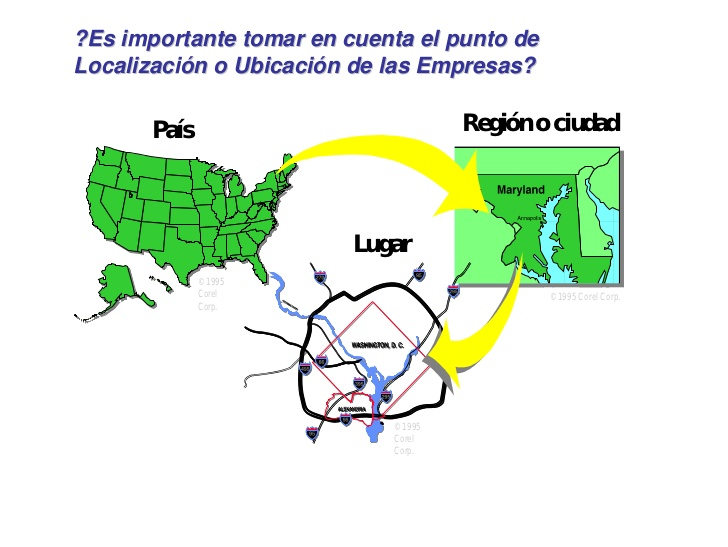 ?Es importante tomar en cuenta el punto de
Localización o Ubicación de las Empresas?
País
Región o ciudad
Maryland
Annapolis
Lugar
© 1995
Corel
Corp.
© 1995 Corel Corp.
WASHINGTON, D. C.
ALEXANDRIA
© 1995
Corel
Corp.